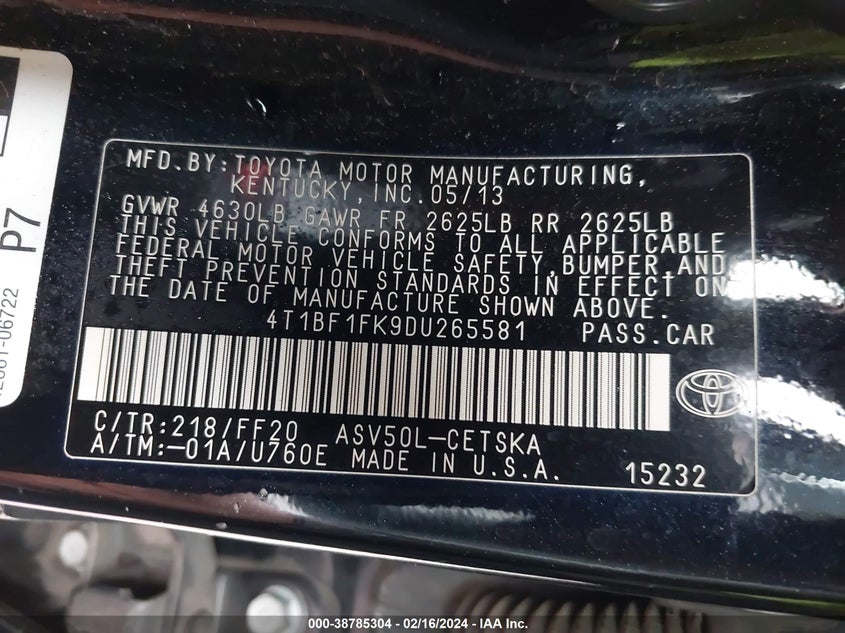 MFD.BY:TOYOTA MOTOR MANUFACTURING,
KENTUCKY,INC.05/13
GVWR 4630LB GAWR FR 2625LB RR 2625LB
THIS VEHICLE CONFORMS TO ALL APPLICABLE
FEDERAL MOTOR VEHICLE SAFETY,BUMPER,AND
THEFT PREVENTION STANDARDS IN EFFECT ON
THE DATE OF MANUFACTURE SHOWN ABOVE.
4T1BF1FK9DU265581 PASS.CAR
C/TR:218/FF20 ASV50L-CETSKA
A/TM:-01A/U760E MADE IN U.S.A. 15232
P7
-06722
000-38785304 - 02/16/2024 - © IAA Inc.